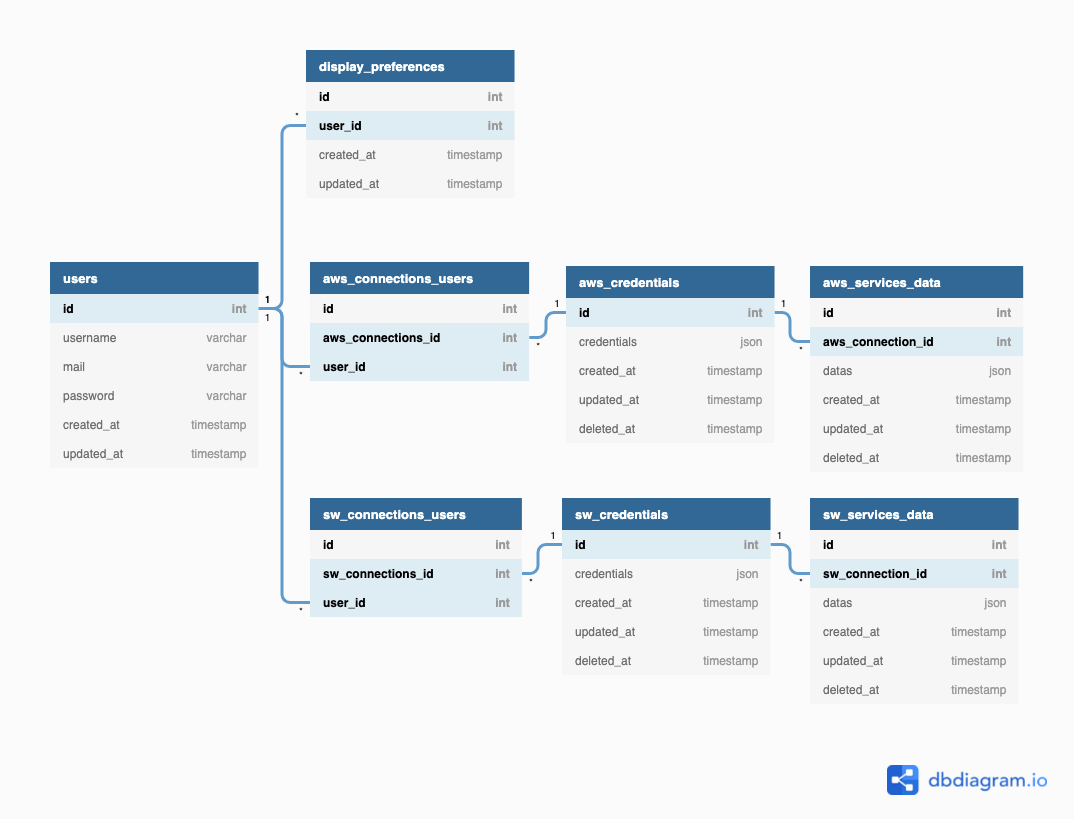 display_preferences
id int
user_id int
created_at timestamp
updated_at timestamp
*
users
id int
username varchar
mail varchar
password varchar
created_at timestamp
updated_at timestamp
1
1
aws_connections_users
id int
aws_connections_id int
user_id int
*
1
*
aws_credentials
id int
credentials json
created_at timestamp
updated_at timestamp
deleted_at timestamp
1
*
aws_services_data
id int
aws_connection_id int
datas json
created_at timestamp
updated_at timestamp
deleted_at timestamp
sw_connections_users
id int
sw_connections_id int
user_id int
*
1
*
sw_credentials
id int
credentials json
created_at timestamp
updated_at timestamp
deleted_at timestamp
1
*
sw_services_data
id int
sw_connection_id int
datas json
created_at timestamp
updated_at timestamp
deleted_at timestamp
dbdiagram.io